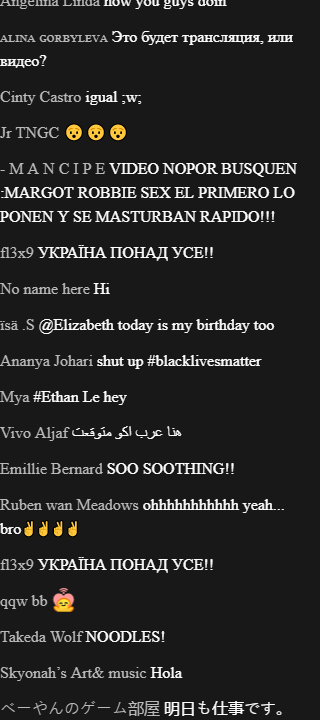 Angelina Linda how you guys doin
ALINA GORBYLEVA Это будет трансляция, или
видео?
Cinty Castro igual ;w;
Jr TNGC 😯 😯 😯
- M A N C I P E VIDEO NOPOR BUSQUEN
:MARGOT ROBBIE SEX EL PRIMERO LO
PONEN Y SE MASTURBAN RAPIDO!!!
fl3x9 УКРАЇНА ПОНАД УСЕ!!
No name here Hi
ïsä .S @Elizabeth today is my birthday too
Ananya Johari shut up #blacklivesmatter
Mya #Ethan Le hey
Vivo Aljaf هنا عرب اكو متوقعت
Emillie Bernard SOO SOOTHING!!
Ruben wan Meadows ohhhhhhhhhhh yeah...
bro✌✌✌✌
fl3x9 УКРАЇНА ПОНАД УСЕ!!
qqw bb
Takeda Wolf NOODLES!
Skyonah’s Art& music Hola
べーやんのゲーム部屋 明日も仕事です。